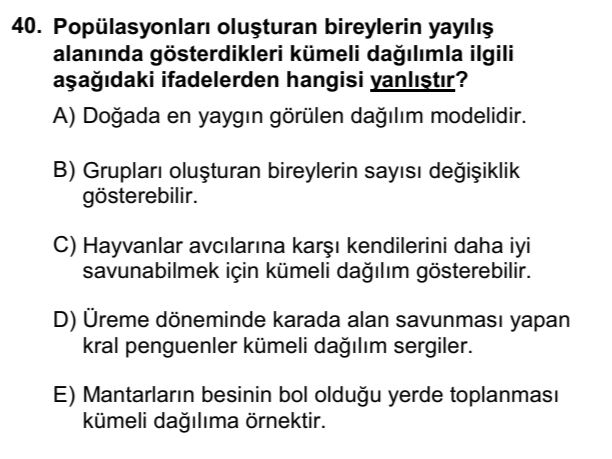 40. Popülasyonları oluşturan bireylerin yayılış
alanında gösterdikleri kümeli dağılımla ilgili
aşağıdaki ifadelerden hangisi yanlıştır?
A) Doğada en yaygın görülen dağılım modelidir.
B) Grupları oluşturan bireylerin sayısı değişiklik
gösterebilir.
C) Hayvanlar avcılarına karşı kendilerini daha iyi
savunabilmek için kümeli dağılım gösterebilir.
D) Üreme döneminde karada alan savunması yapan
kral penguenler kümeli dağılım sergiler.
E) Mantarların besinin bol olduğu yerde toplanması
kümeli dağılıma örnektir.